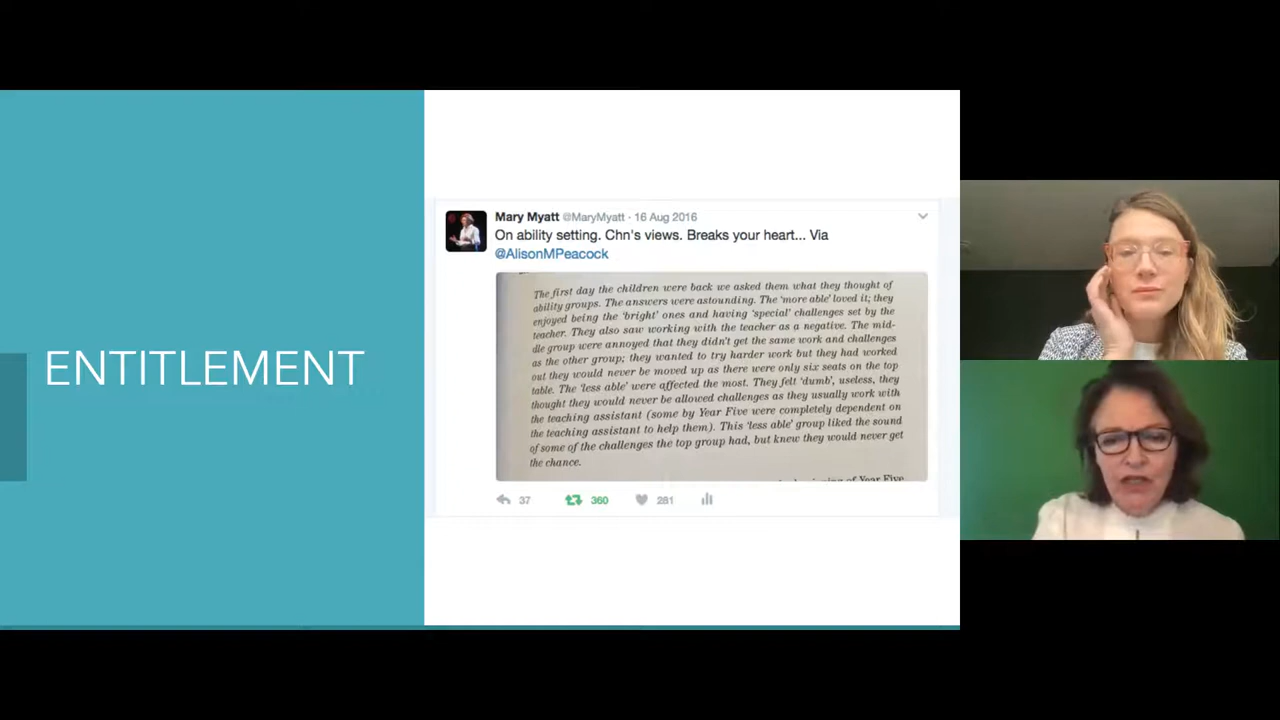 ENTITLEMENT
Mary Myatt @MaryMyatt · 16 Aug 2016
On ability setting. Chn's views. Breaks your heart... Via
@AlisonMPeacock
The first day the children were back we asked them what they thought of
ability groups. The answers were astounding. The 'more able' loved it; they
enjoyed being the 'bright' ones and having 'special' challenges set by the
teacher. They also saw working with the teacher as a negative. The mid-
dle group were annoyed that they didn't get the same work and challenges
as the other group; they wanted to try harder work but they had worked
out they would never be moved up as there were only six seats on the top
table. The 'less able' were affected the most. They felt 'dumb', useless, they
thought they would never be allowed challenges as they usually work with
the teaching assistant (some by Year Five were completely dependent on
the teaching assistant to help them). This 'less able' group liked the sound
of some of the challenges the top group had, but knew they would never get
the chance.
of Year Five
37 360 281